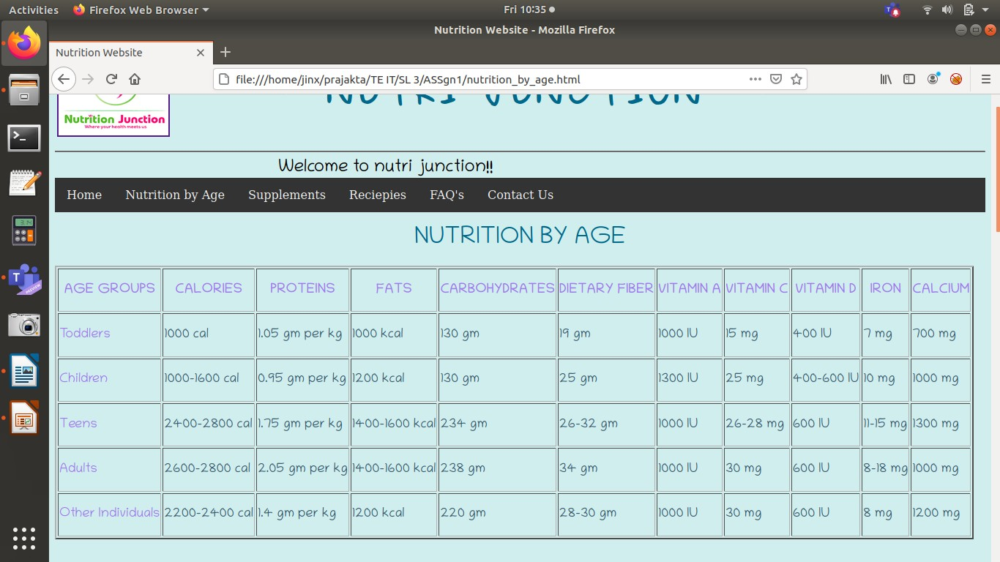 Activities Firefox Web Browser Fri 10:35
Nutrition Website - Mozilla Firefox
Nutrition Website
file:///home/jinx/prajakta/TE IT/SL 3/ASSgn1/nutrition_by_age.html
Nutrition Junction
Where your health meets us
Welcome to nutri junction!!
Home Nutrition by Age Supplements Reciepies FAQ's Contact Us
NUTRITION BY AGE
AGE GROUPS CALORIES PROTEINS FATS CARBOHYDRATES DIETARY FIBER VITAMIN A VITAMIN C VITAMIN D IRON CALCIUM
Toddlers 1000 cal 1.05 gm per kg 1000 kcal 130 gm 19 gm 1000 IU 15 mg 400 IU 7 mg 700 mg
Children 1000-1600 cal 0.95 gm per kg 1200 kcal 130 gm 25 gm 1300 IU 25 mg 400-600 IU 10 mg 1000 mg
Teens 2400-2800 cal 1.75 gm per kg 1400-1600 kcal 234 gm 26-32 gm 1000 IU 26-28 mg 600 IU 11-15 mg 1300 mg
Adults 2600-2800 cal 2.05 gm per kg 1400-1600 kcal 238 gm 34 gm 1000 IU 30 mg 600 IU 8-18 mg 1000 mg
Other Individuals 2200-2400 cal 1.4 gm per kg 1200 kcal 220 gm 28-30 gm 1000 IU 30 mg 600 IU 8 mg 1200 mg